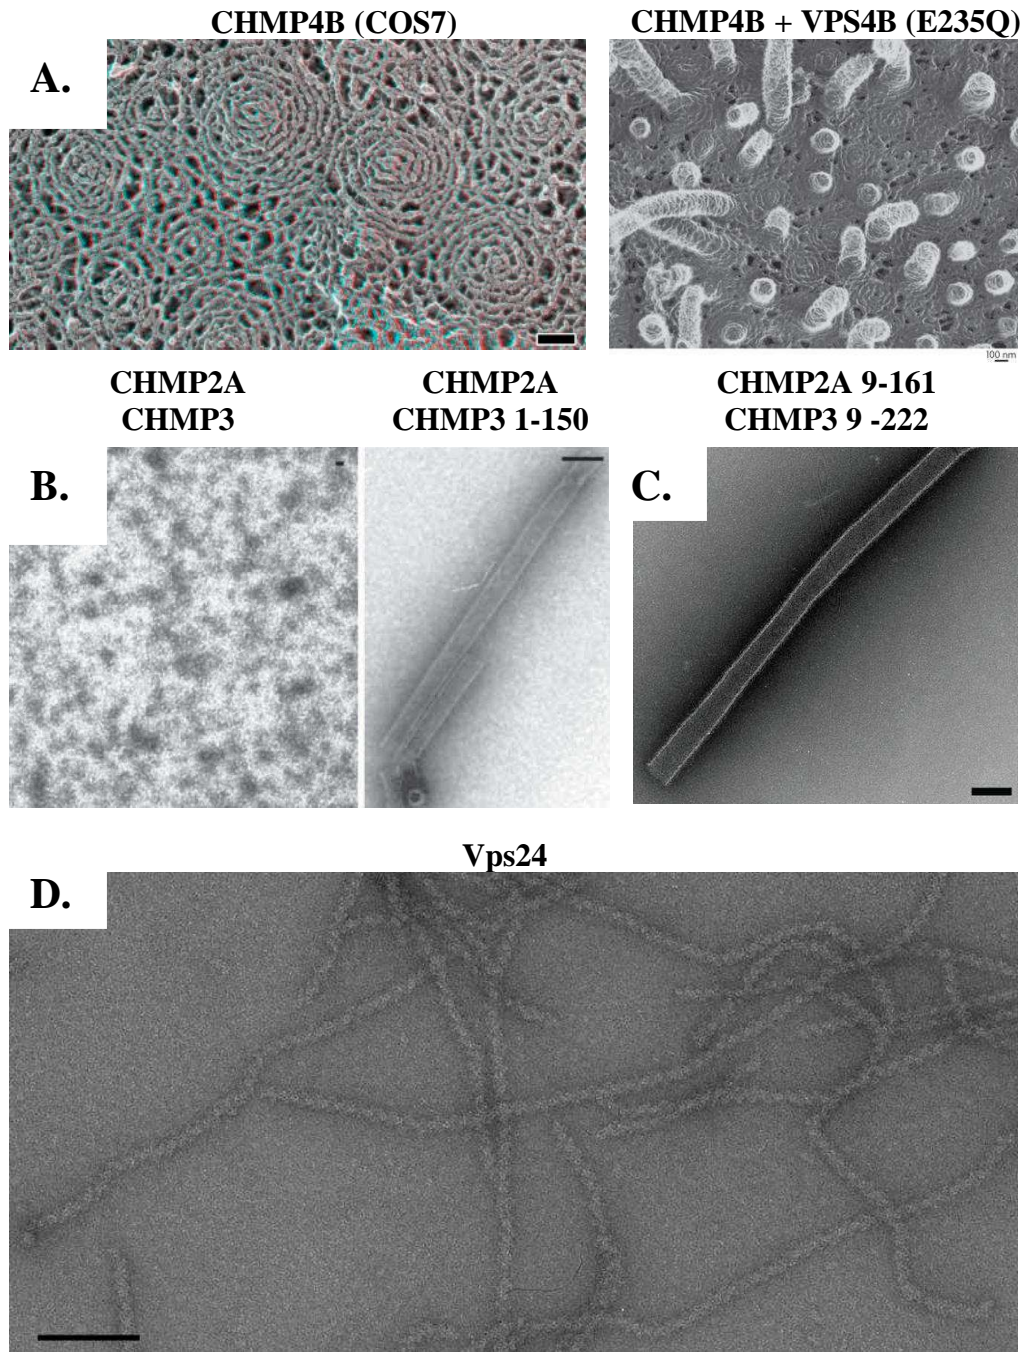 CHMP4B (COS7)
CHMP4B + VPS4B (E235Q)
A.
100 nm
CHMP2A
CHMP3
CHMP2A
CHMP3 1-150
CHMP2A 9-161
CHMP3 9 -222
B.
C.
Vps24
D.